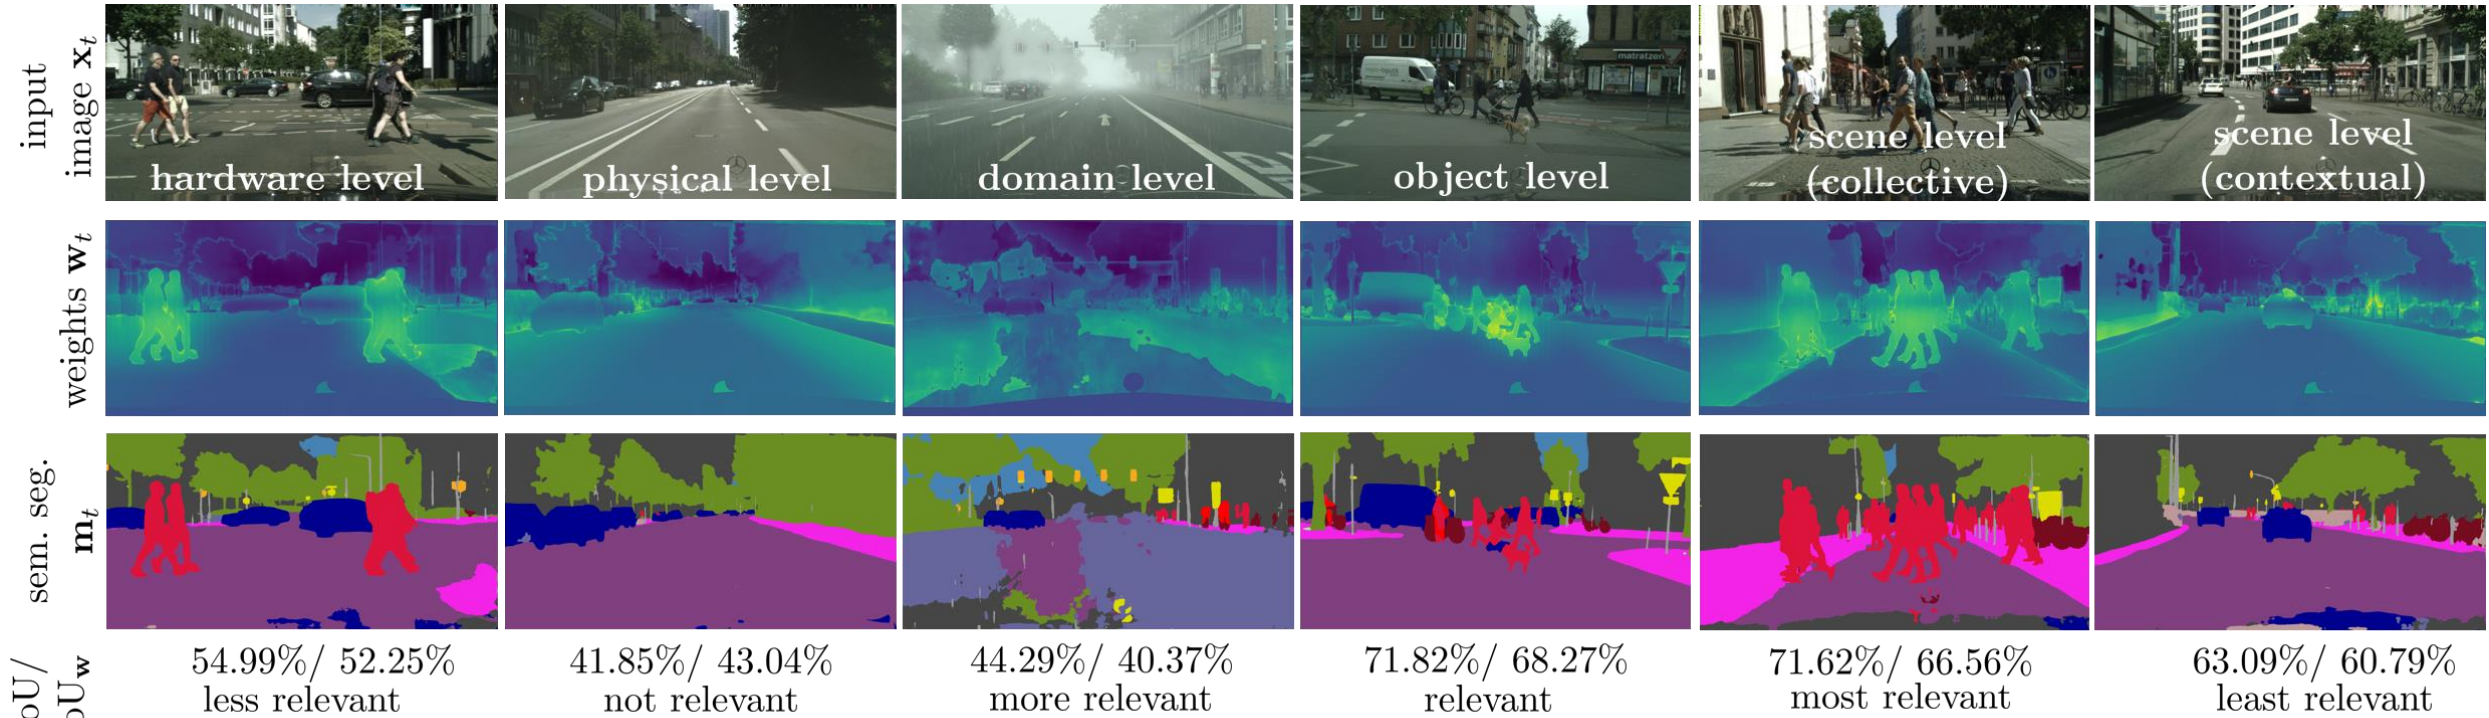 input
image x_t
hardware level
physical level
domain level
object level
matratzen
scene level
(collective)
scene level
(contextual)
weights w_t
sem. seg.
m_t
54.99%/ 52.25%
less relevant
41.85%/ 43.04%
not relevant
44.29%/ 40.37%
more relevant
71.82%/ 68.27%
relevant
71.62%/ 66.56%
most relevant
63.09%/ 60.79%
least relevant